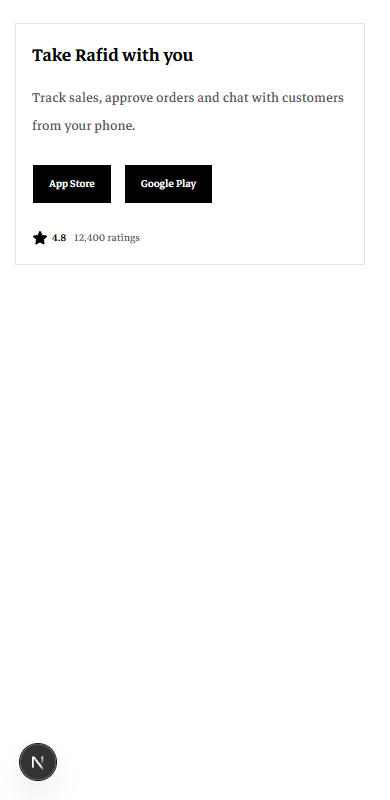 Take Rafid with you
Track sales, approve orders and chat with customers
from your phone.
App Store
Google Play
4.8 12,400 ratings
N